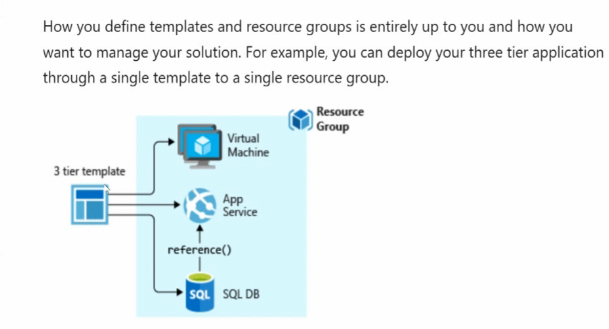 How you define templates and resource groups is entirely up to you and how you
want to manage your solution. For example, you can deploy your three tier application
through a single template to a single resource group.
Resource
Group
Virtual
Machine
3 tier template
App
Service
reference()
SQL
SQL DB